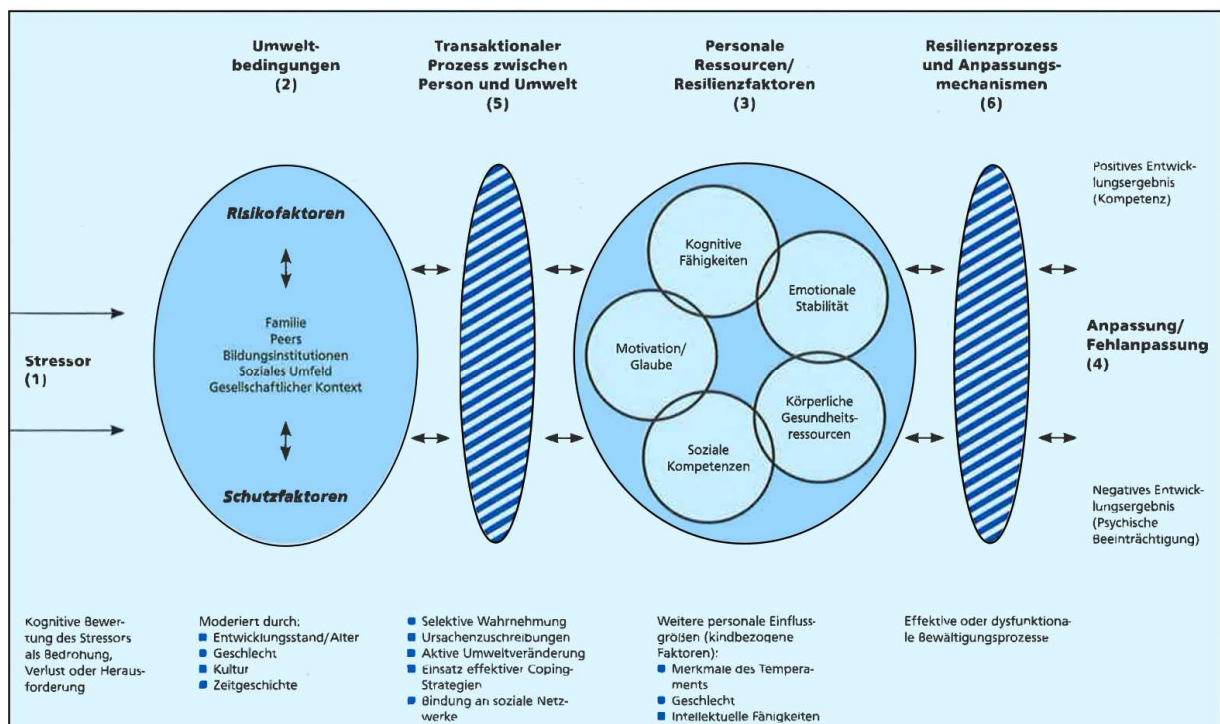 Umwelt-
bedingungen
(2)
Transaktionaler
Prozess zwischen
Person und Umwelt
(5)
Personale
Ressourcen/
Resilienzfaktoren
(3)
Resilienzprozess
und Anpassungs-
mechanismen
(6)
Stressor
(1)
Risikofaktoren
Familie
Peers
Bildungsinstitutionen
Soziales Umfeld
Gesellschaftlicher Kontext
Schutzfaktoren
Kognitive
Fähigkeiten
Emotionale
Stabilität
Motivation/
Glaube
Körperliche
Gesundheits-
ressourcen
Soziale
Kompetenzen
Positives Entwick-
lungsergebnis
(Kompetenz)
Anpassung/
Fehlanpassung
(4)
Negatives Entwick-
lungsergebnis
(Psychische
Beeinträchtigung)
Kognitive Bewer-
tung des Stressors
als Bedrohung,
Verlust oder Heraus-
forderung
Moderiert durch:
Entwicklungsstand/Alter
Geschlecht
Kultur
Zeitgeschichte
Selektive Wahrnehmung
Ursachenzuschreibungen
Aktive Umweltveränderung
Einsatz effektiver Coping-
Strategien
Bindung an soziale Netz-
werke
Weitere personale Einfluss-
größen (kindbezogene
Faktoren):
Merkmale des Tempera-
ments
Geschlecht
Intellektuelle Fähigkeiten
Effektive oder dysfunktiona-
le Bewältigungsprozesse